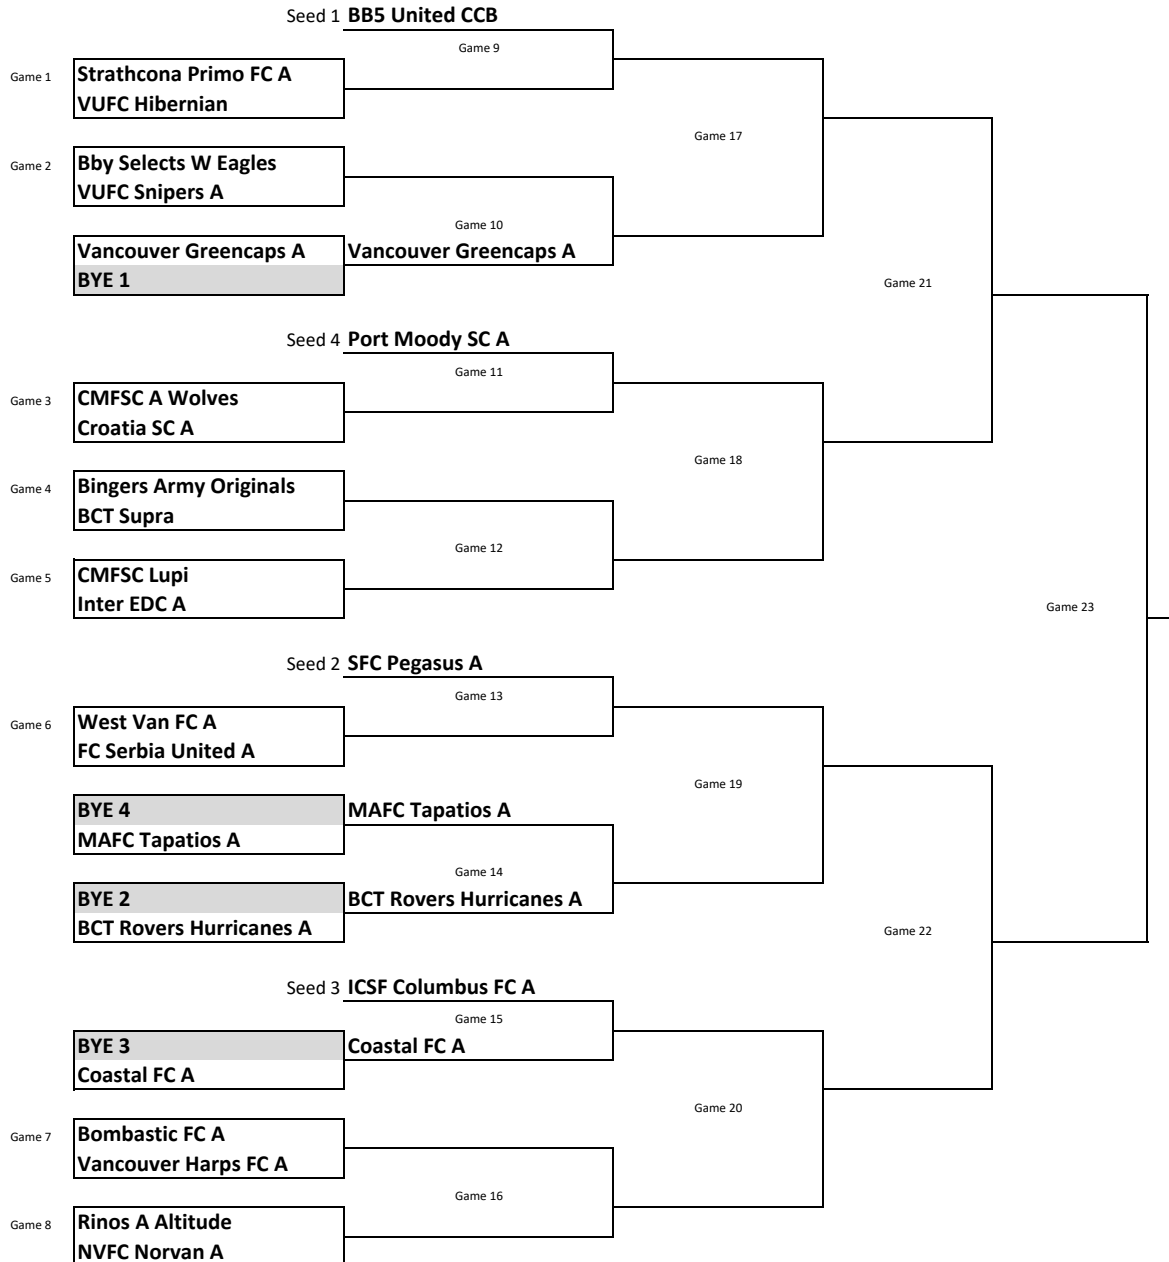 Seed 1 BB5 United CCB
Game 9
Game 1 Strathcona Primo FC A
VUFC Hibernian
Game 17
Game 2 Bby Selects W Eagles
VUFC Snipers A
Game 10
Vancouver Greencaps A Vancouver Greencaps A
BYE 1
Game 21
Seed 4 Port Moody SC A
Game 11
Game 3 CMFSC A Wolves
Croatia SC A
Game 18
Game 4 Bingers Army Originals
BCT Supra
Game 12
Game 5 CMFSC Lupi
Inter EDC A
Game 23
Seed 2 SFC Pegasus A
Game 13
Game 6 West Van FC A
FC Serbia United A
Game 19
BYE 4 MAFC Tapatios A
MAFC Tapatios A
Game 14
BYE 2 BCT Rovers Hurricanes A
BCT Rovers Hurricanes A
Game 22
Seed 3 ICSF Columbus FC A
Game 15
BYE 3 Coastal FC A
Coastal FC A
Game 20
Game 7 Bombastic FC A
Vancouver Harps FC A
Game 16
Game 8 Rinos A Altitude
NVFC Norvan A